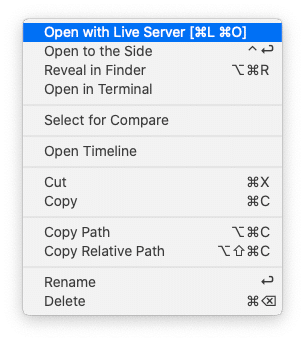 Open with Live Server [⌘L ⌘O]
Open to the Side ⌃↩
Reveal in Finder ⌥⌘R
Open in Terminal
Select for Compare
Open Timeline
Cut ⌘X
Copy ⌘C
Copy Path ⌥⌘C
Copy Relative Path ⌥⇧⌘C
Rename ↩
Delete ⌘⌫